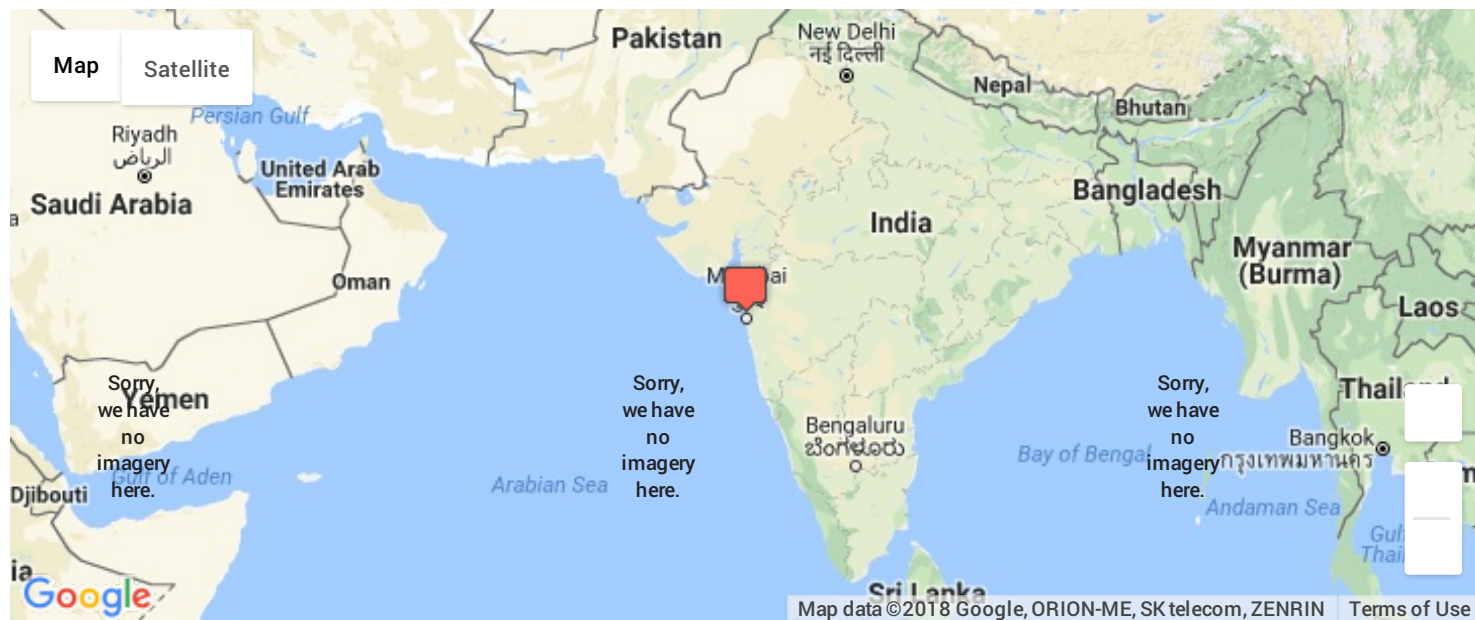 Map
Satellite
Pakistan
New Delhi
नई दिल्ली
Nepal
Bhutan
Persian Gulf
Riyadh
الرياض
United Arab
Emirates
Saudi Arabia
Bangladesh
India
Myanmar
(Burma)
Oman
Laos
Sorry,
we have
no
imagery
here.
Yemen
Sorry,
we have
no
imagery
here.
Sorry,
we have
no
imagery
here.
Bengaluru
ಬೆಂಗಳೂರು
Bay of Bengal
Bangkok
กรุงเทพมหานคร
Gulf of Aden
Arabian Sea
Djibouti
Andaman Sea
Sri Lanka
Google
Map data ©2018 Google, ORION-ME, SK telecom, ZENRIN
Terms of Use